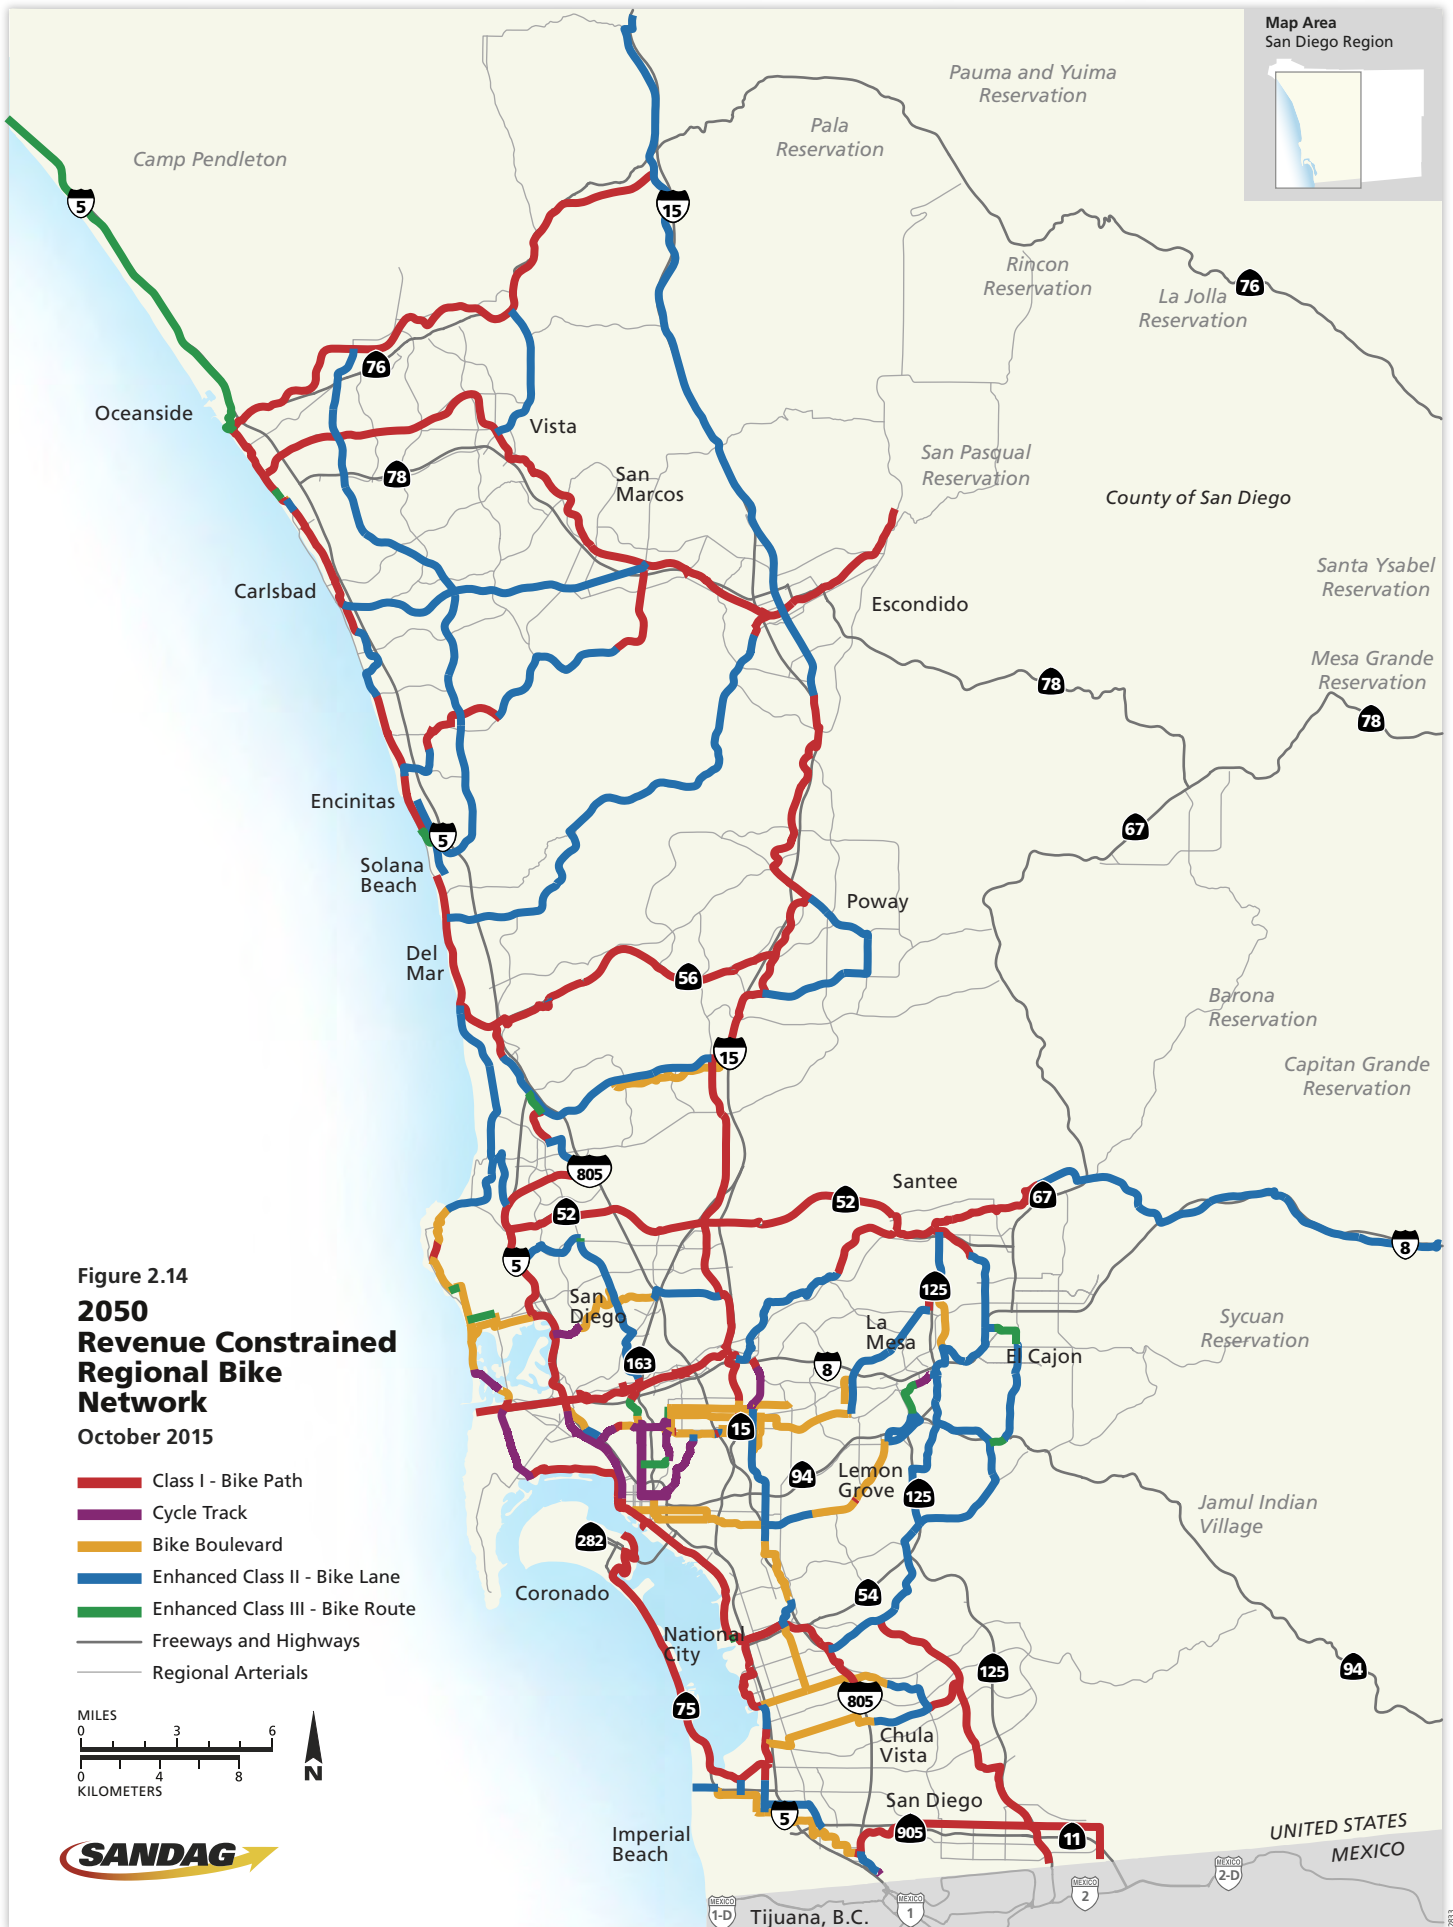 Map Area
San Diego Region
Pauma and Yuima
Reservation
Pala
Reservation
Camp Pendleton
5
15
Rincon
Reservation
La Jolla
Reservation
76
76
Oceanside
Vista
78
San
Marcos
San Pasqual
Reservation
County of San Diego
Santa Ysabel
Reservation
Carlsbad
Escondido
Mesa Grande
Reservation
78
78
Encinitas
5
67
Solana
Beach
Poway
Del
Mar
56
Barona
Reservation
15
Capitan Grande
Reservation
805
Santee
52
67
52
5
8
Figure 2.14
2050
Revenue Constrained
Regional Bike
Network
October 2015
San
Diego
125
La
Mesa
Sycuan
Reservation
163
8
El Cajon
15
94
Lemon
Grove
125
Jamul Indian
Village
Class I - Bike Path
Cycle Track
Bike Boulevard
Enhanced Class II - Bike Lane
Enhanced Class III - Bike Route
Freeways and Highways
Regional Arterials
282
Coronado
54
National
City
125
94
75
805
Chula
Vista
MILES
0 3 6
0 4 8
KILOMETERS
N
San Diego
5
905
11
Imperial
Beach
UNITED STATES
MEXICO
SANDAG
MEXICO
1-D
Tijuana, B.C.
MEXICO
1
MEXICO
2
MEXICO
2-D